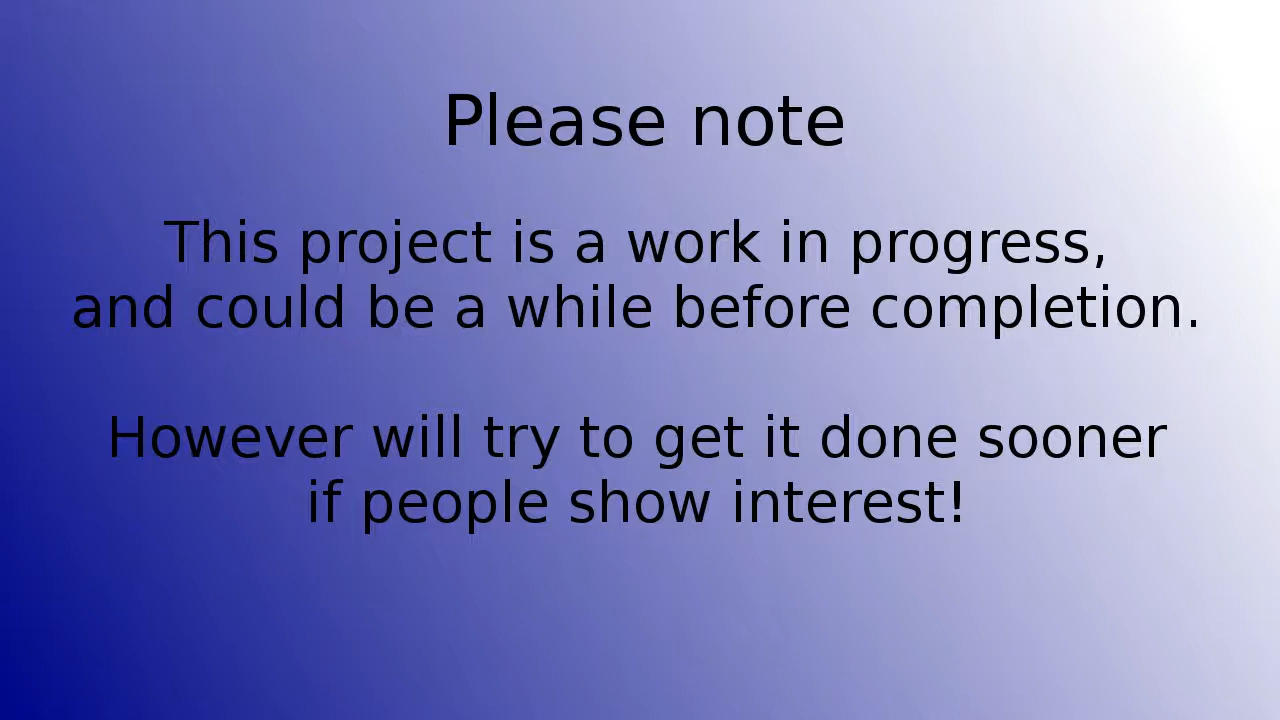 Please note
This project is a work in progress,
and could be a while before completion.
However will try to get it done sooner
if people show interest!